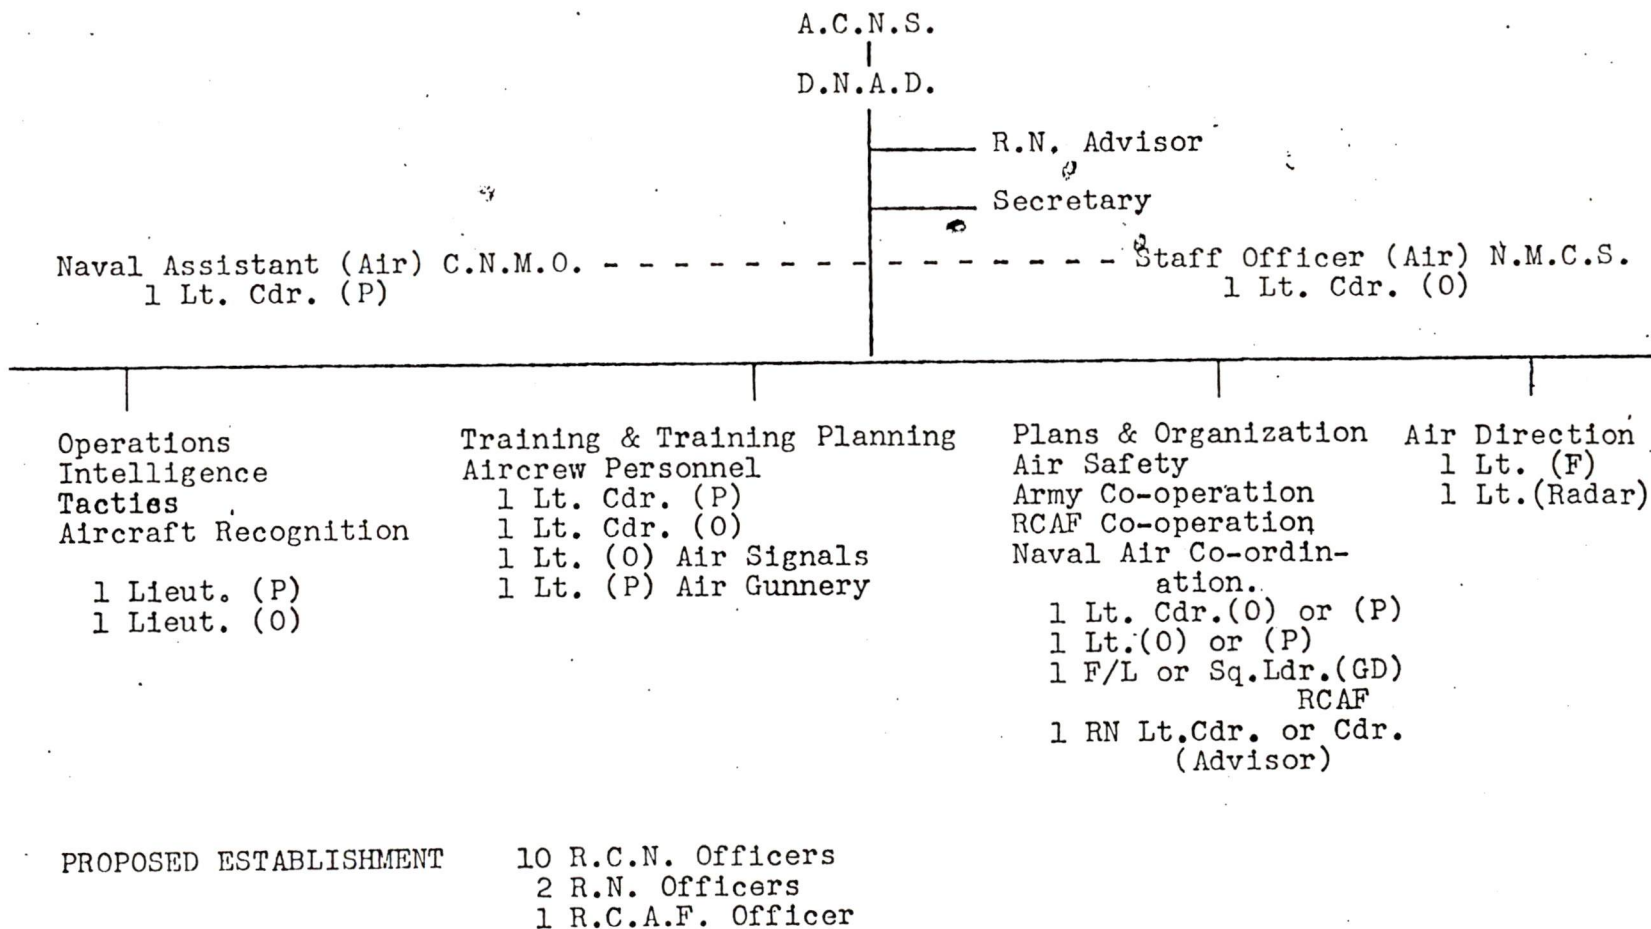 A.C.N.S.
D.N.A.D.
R.N. Advisor
Secretary
Naval Assistant (Air) C.N.M.O.
1 Lt. Cdr. (P)
Staff Officer (Air) N.M.C.S.
1 Lt. Cdr. (O)
Operations
Intelligence
Tacties
Aircraft Recognition
1 Lieut. (P)
1 Lieut. (O)
Training & Training Planning
Aircrew Personnel
1 Lt. Cdr. (P)
1 Lt. Cdr. (O)
1 Lt. (O) Air Signals
1 Lt. (P) Air Gunnery
Plans & Organization
Air Safety
Army Co-operation
RCAF Co-operation
Naval Air Co-ordin-
ation.
1 Lt. Cdr.(O) or (P)
1 Lt.(O) or (P)
1 F/L or Sq.Ldr.(GD)
RCAF
1 RN Lt.Cdr. or Cdr.
(Advisor)
Air Direction
1 Lt. (F)
1 Lt.(Radar)
PROPOSED ESTABLISHMENT 10 R.C.N. Officers
2 R.N. Officers
1 R.C.A.F. Officer